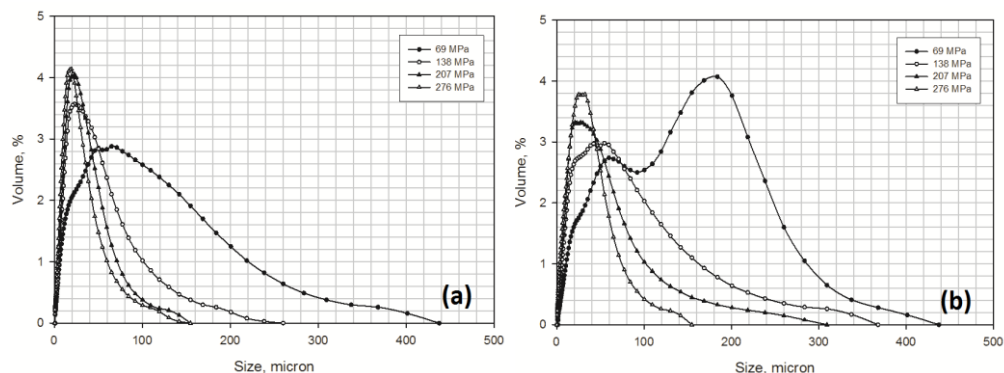 5
4
3
2
1
0
Volume, %
69 MPa
138 MPa
207 MPa
276 MPa
(a)
0 100 200 300 400 500
Size, micron
5
4
3
2
1
0
Volume, %
69 MPa
138 MPa
207 MPa
276 MPa
(b)
0 100 200 300 400 500
Size, micron